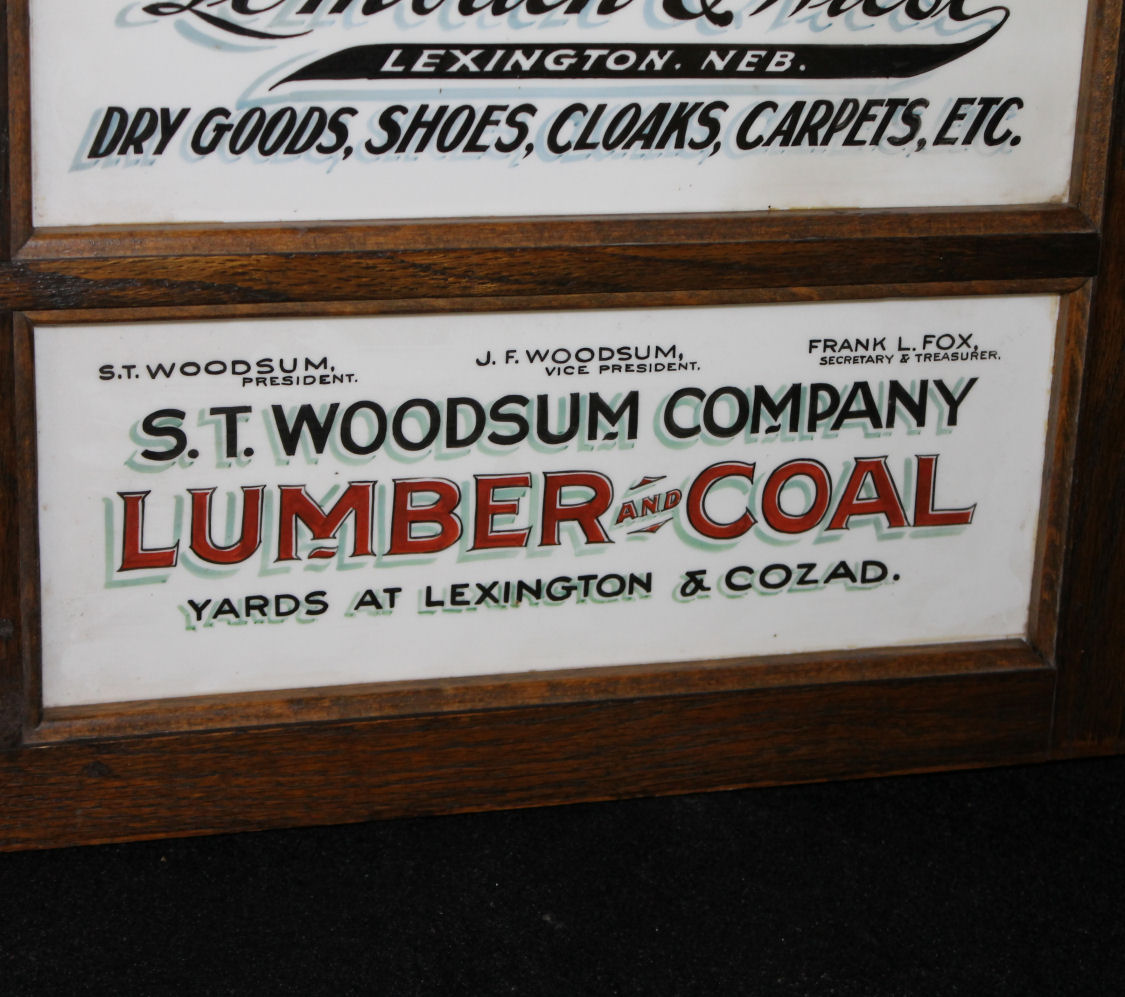 &
LEXINGTON. NEB.
DRY GOODS, SHOES, CLOAKS, CARPETS, ETC.
S.T. WOODSUM, J. F. WOODSUM, FRANK L. FOX,
PRESIDENT. VICE PRESIDENT. SECRETARY & TREASURER.
S.T. WOODSUM COMPANY
LUMBER AND COAL
YARDS AT LEXINGTON & COZAD.